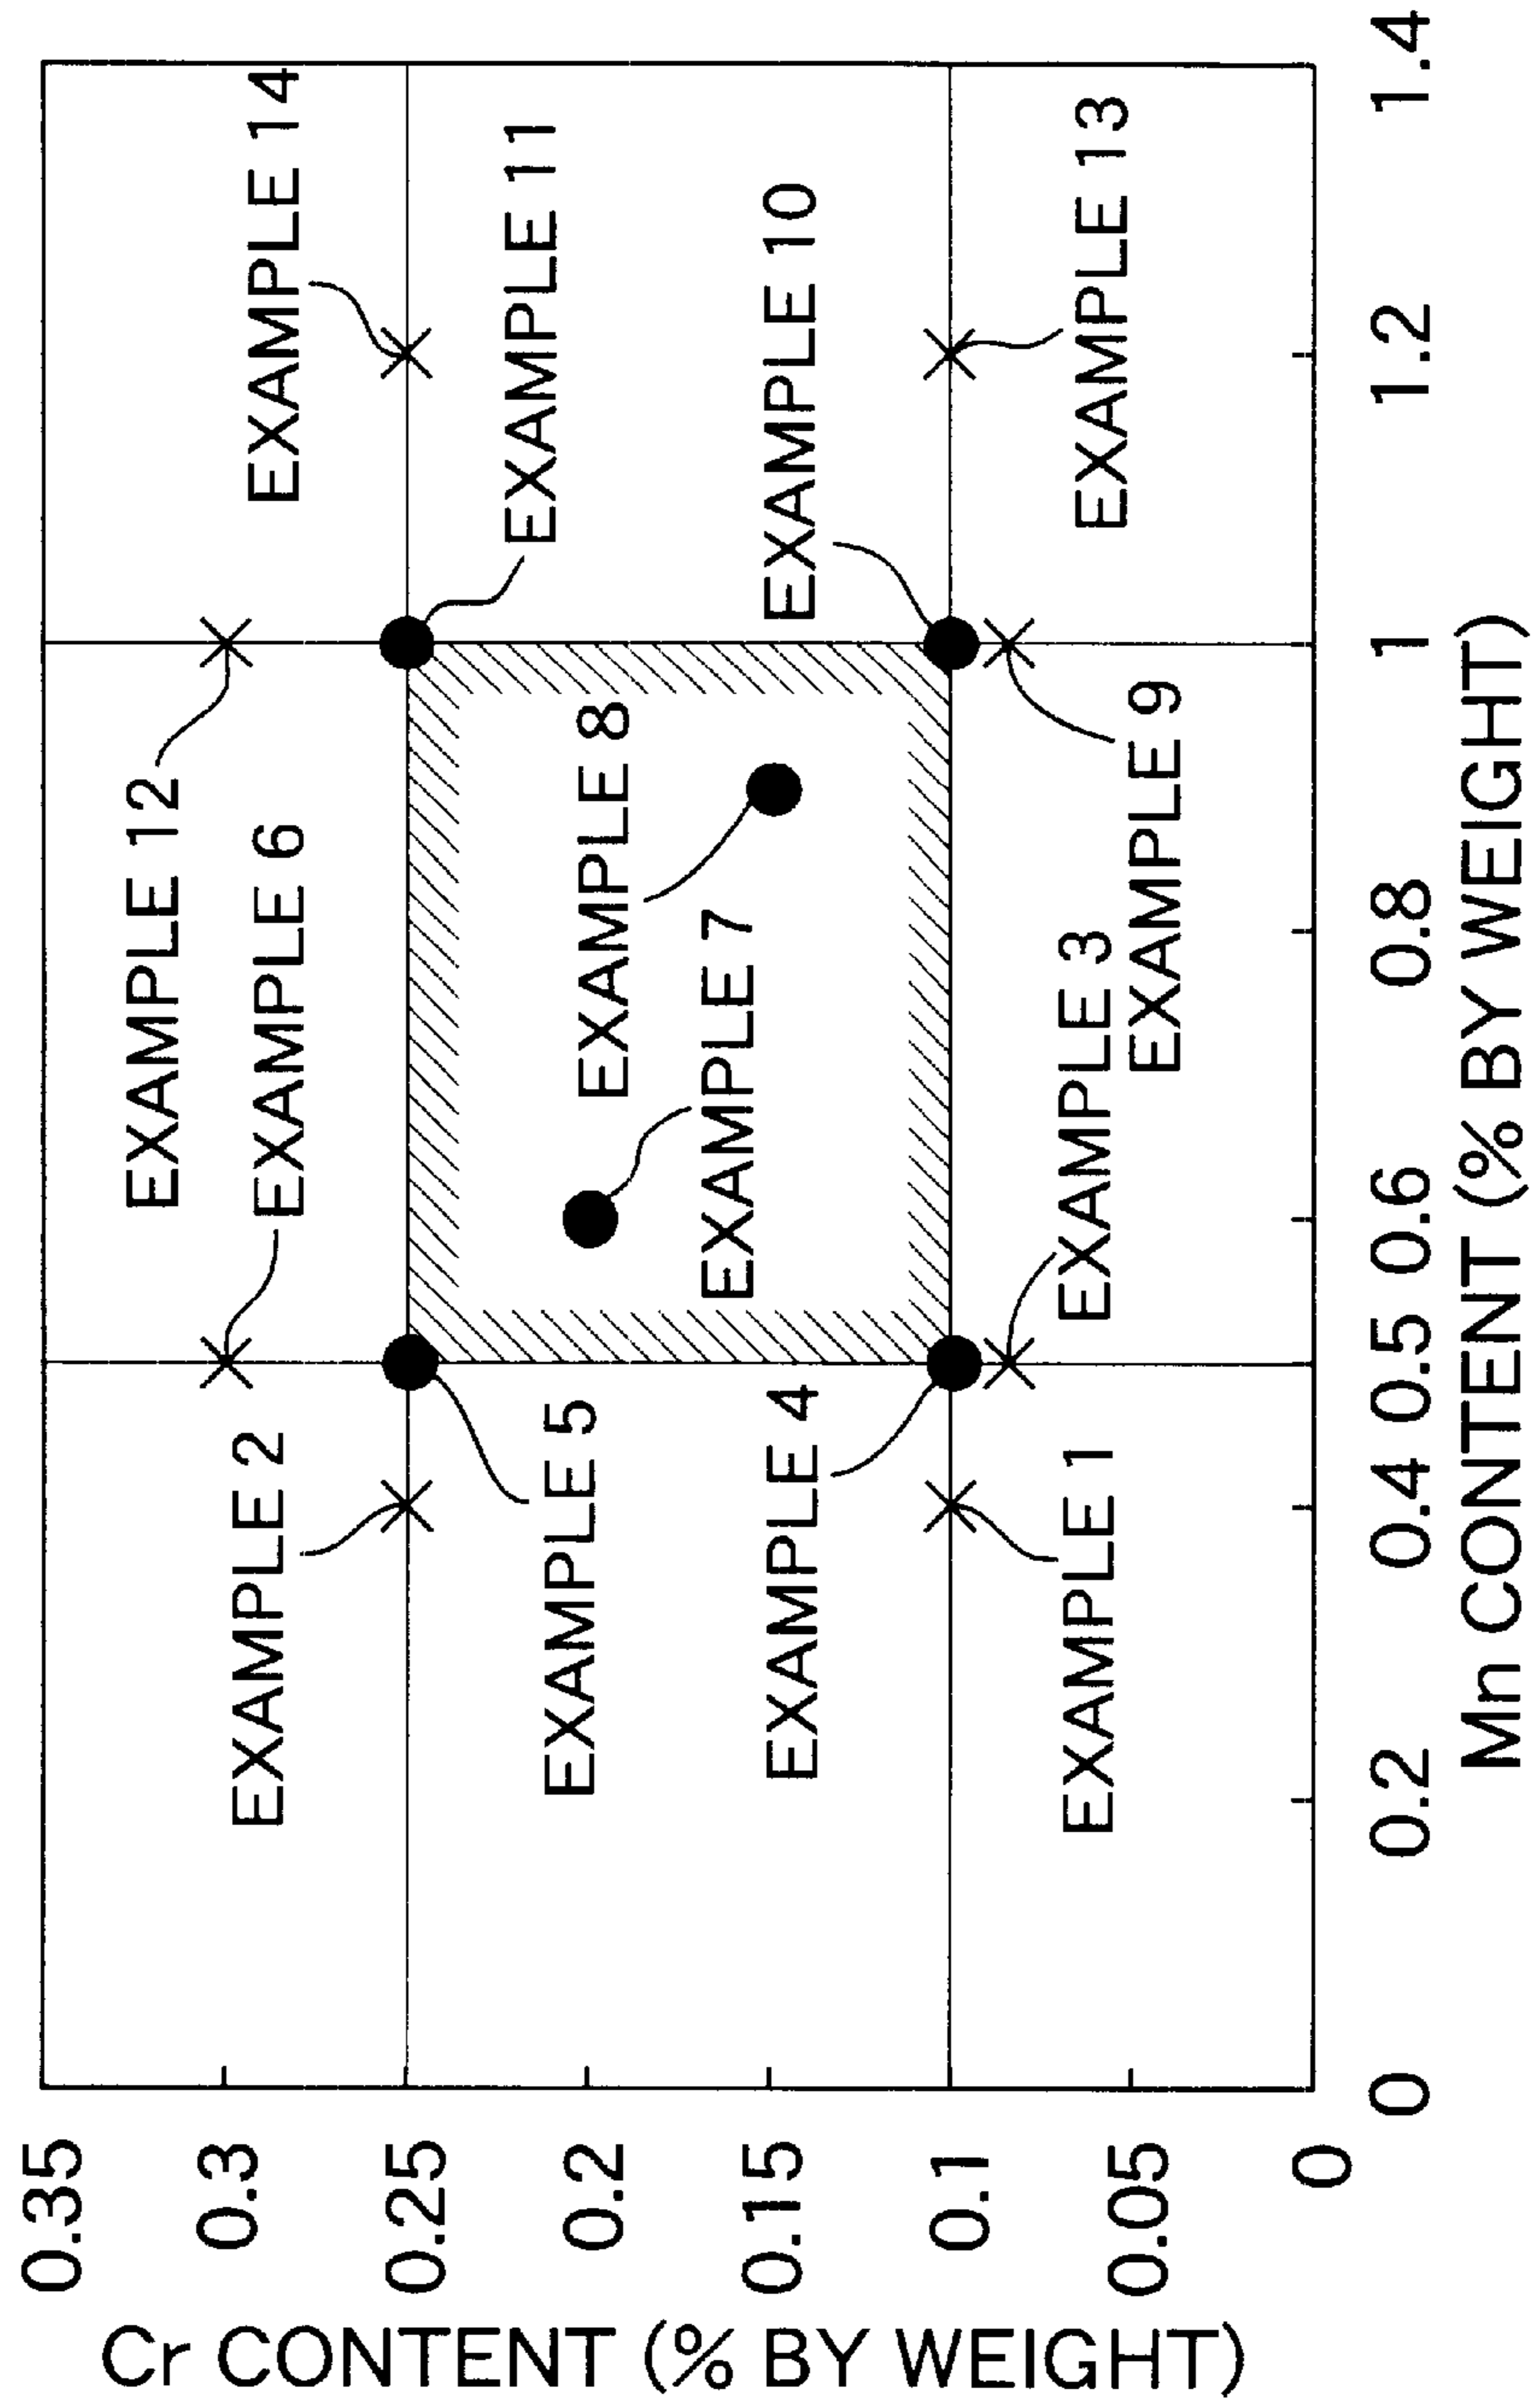 Cr CONTENT (% BY WEIGHT)
0.35
0.3
0.25
0.2
0.15
0.1
0.05
0
EXAMPLE 12
EXAMPLE 2
EXAMPLE 6
EXAMPLE 14
EXAMPLE 5
EXAMPLE 11
EXAMPLE 8
EXAMPLE 7
EXAMPLE 4
EXAMPLE 10
EXAMPLE 1
EXAMPLE 3
EXAMPLE 13
EXAMPLE 9
0 0.2 0.4 0.5 0.6 0.8 1 1.2 1.4
Mn CONTENT (% BY WEIGHT)